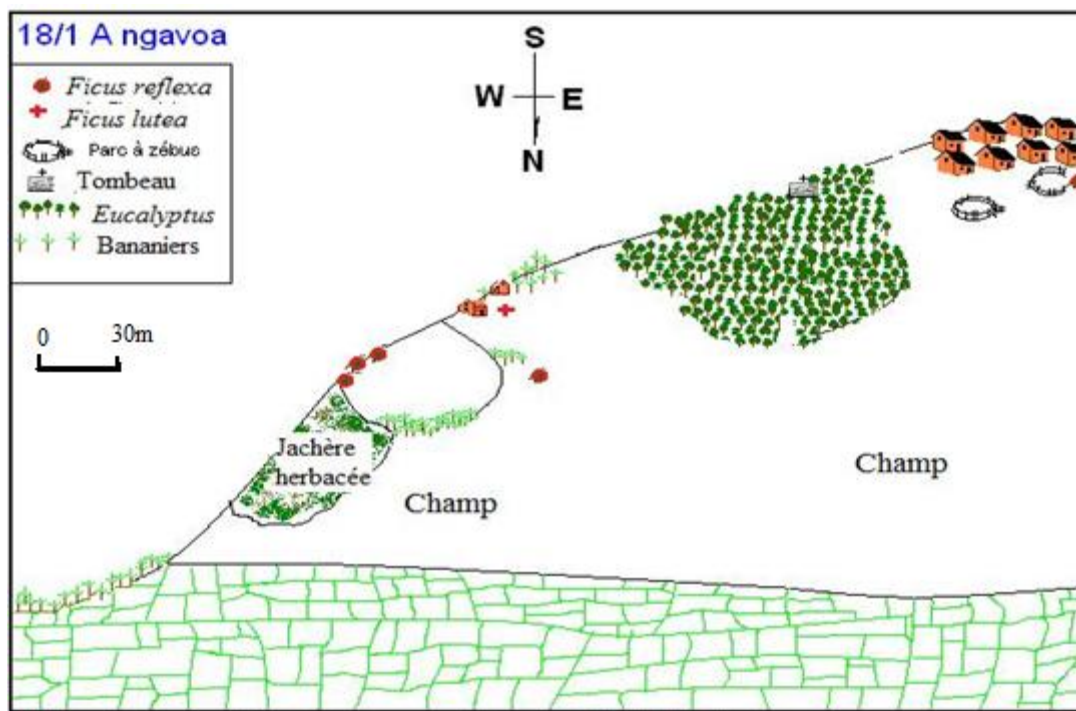 18/1 A ngavoa
Ficus reflexa
Ficus lutea
Parc à zébus
Tombeau
Eucalyptus
Bananiers
S
W E
N
0 30m
Jachère
herbacée
Champ
Champ